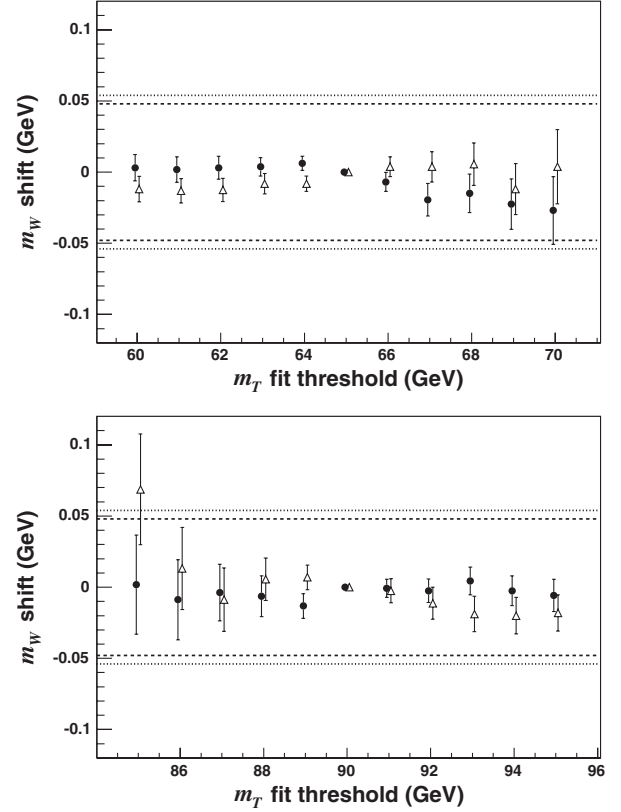 0.1
0.05
0
-0.05
-0.1
m_W shift (GeV)
60 62 64 66 68 70
m_T fit threshold (GeV)
0.1
0.05
0
-0.05
-0.1
m_W shift (GeV)
86 88 90 92 94 96
m_T fit threshold (GeV)